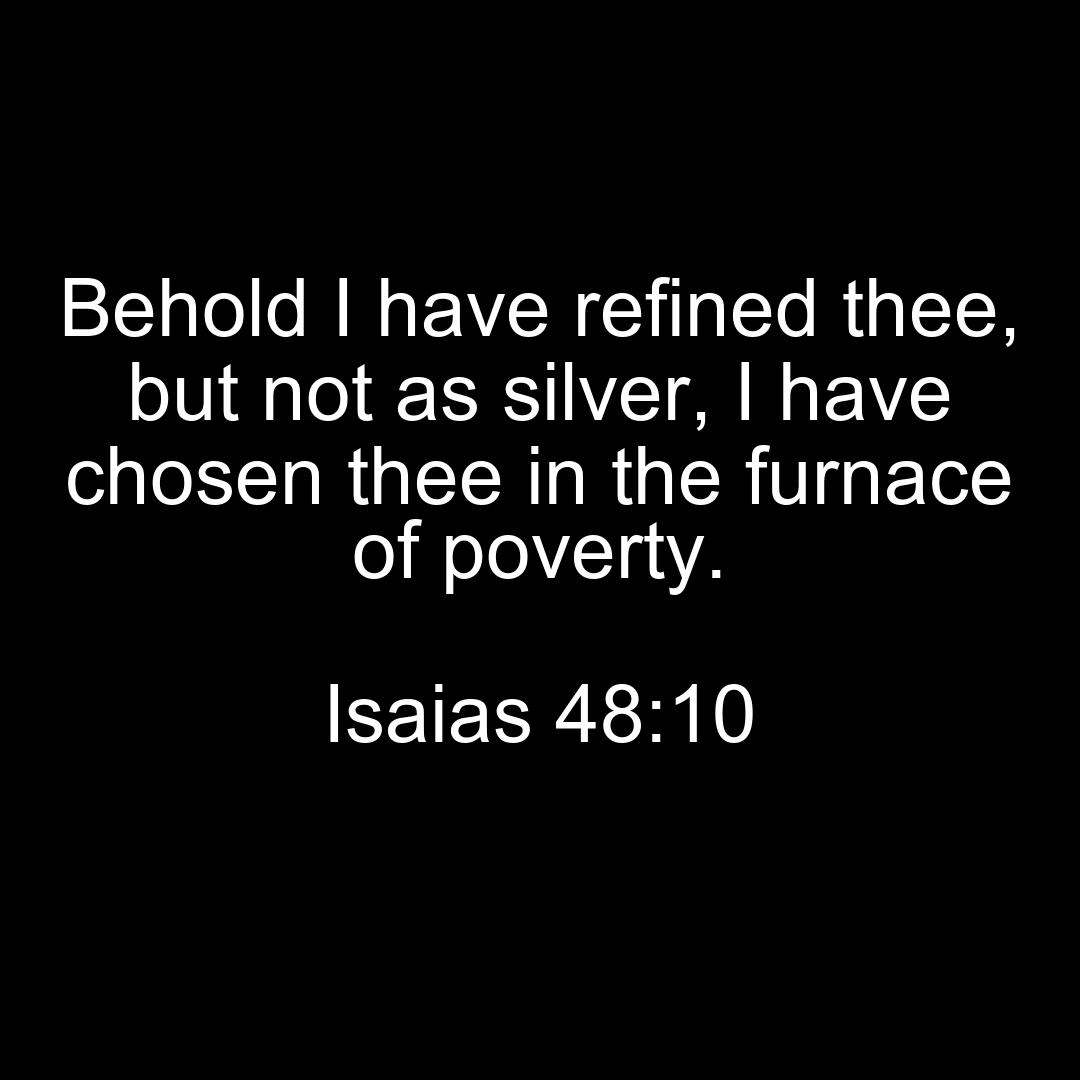 Behold I have refined thee,
but not as silver, I have
chosen thee in the furnace
of poverty.
Isaias 48:10